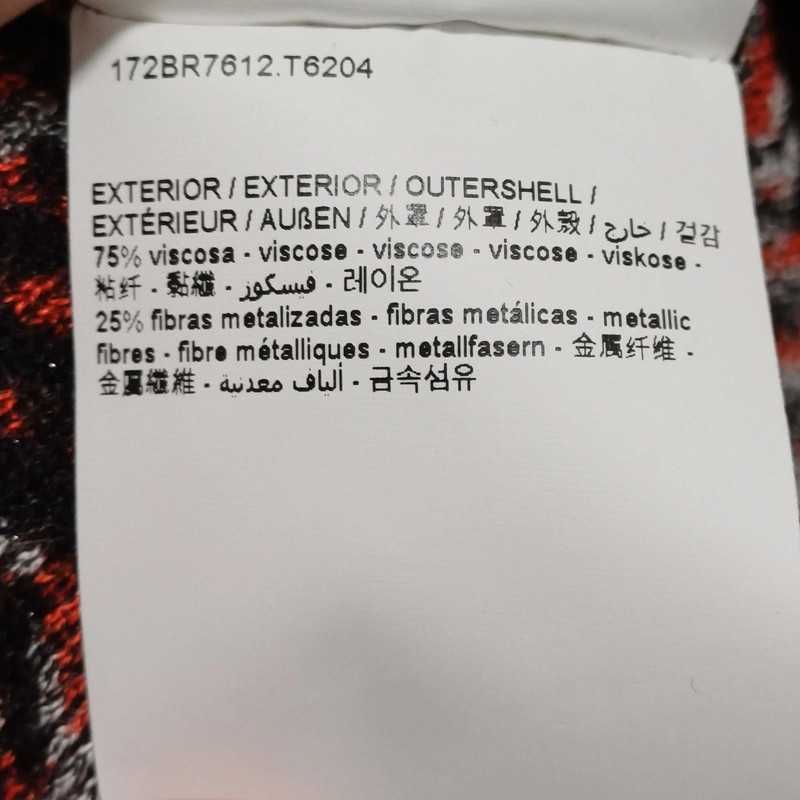 172BR7612.T6204
EXTERIOR / EXTERIOR / OUTERSHELL /
EXTÉRIEUR / AUßEN / 外罩 / 外罩 / 外殼 / خارج / 겉감
75% viscosa - viscose - viscose - viscose - viskose -
粘纤 - 黏纖 - فيسكوز - 레이온
25% fibras metalizadas - fibras metálicas - metallic
fibres - fibre métalliques - metallfasern - 金属纤维 -
金屬纖維 - ألياف معدنية - 금속섬유